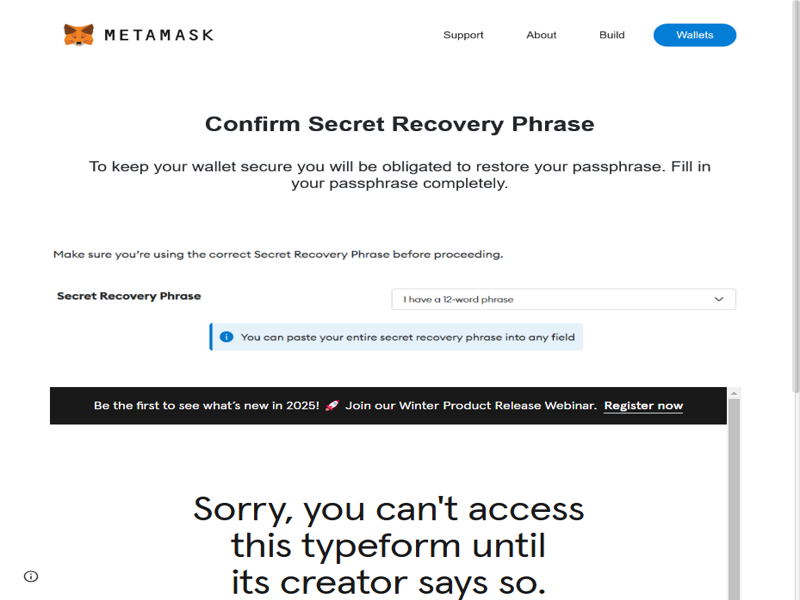 METAMASK
Support
About
Build
Wallets
Confirm Secret Recovery Phrase
To keep your wallet secure you will be obligated to restore your passphrase. Fill in
your passphrase completely.
Make sure you're using the correct Secret Recovery Phrase before proceeding.
Secret Recovery Phrase
I have a 12-word phrase
You can paste your entire secret recovery phrase into any field
Be the first to see what's new in 2025! 🚀 Join our Winter Product Release Webinar. Register now
Sorry, you can't access
this typeform until
its creator says so.